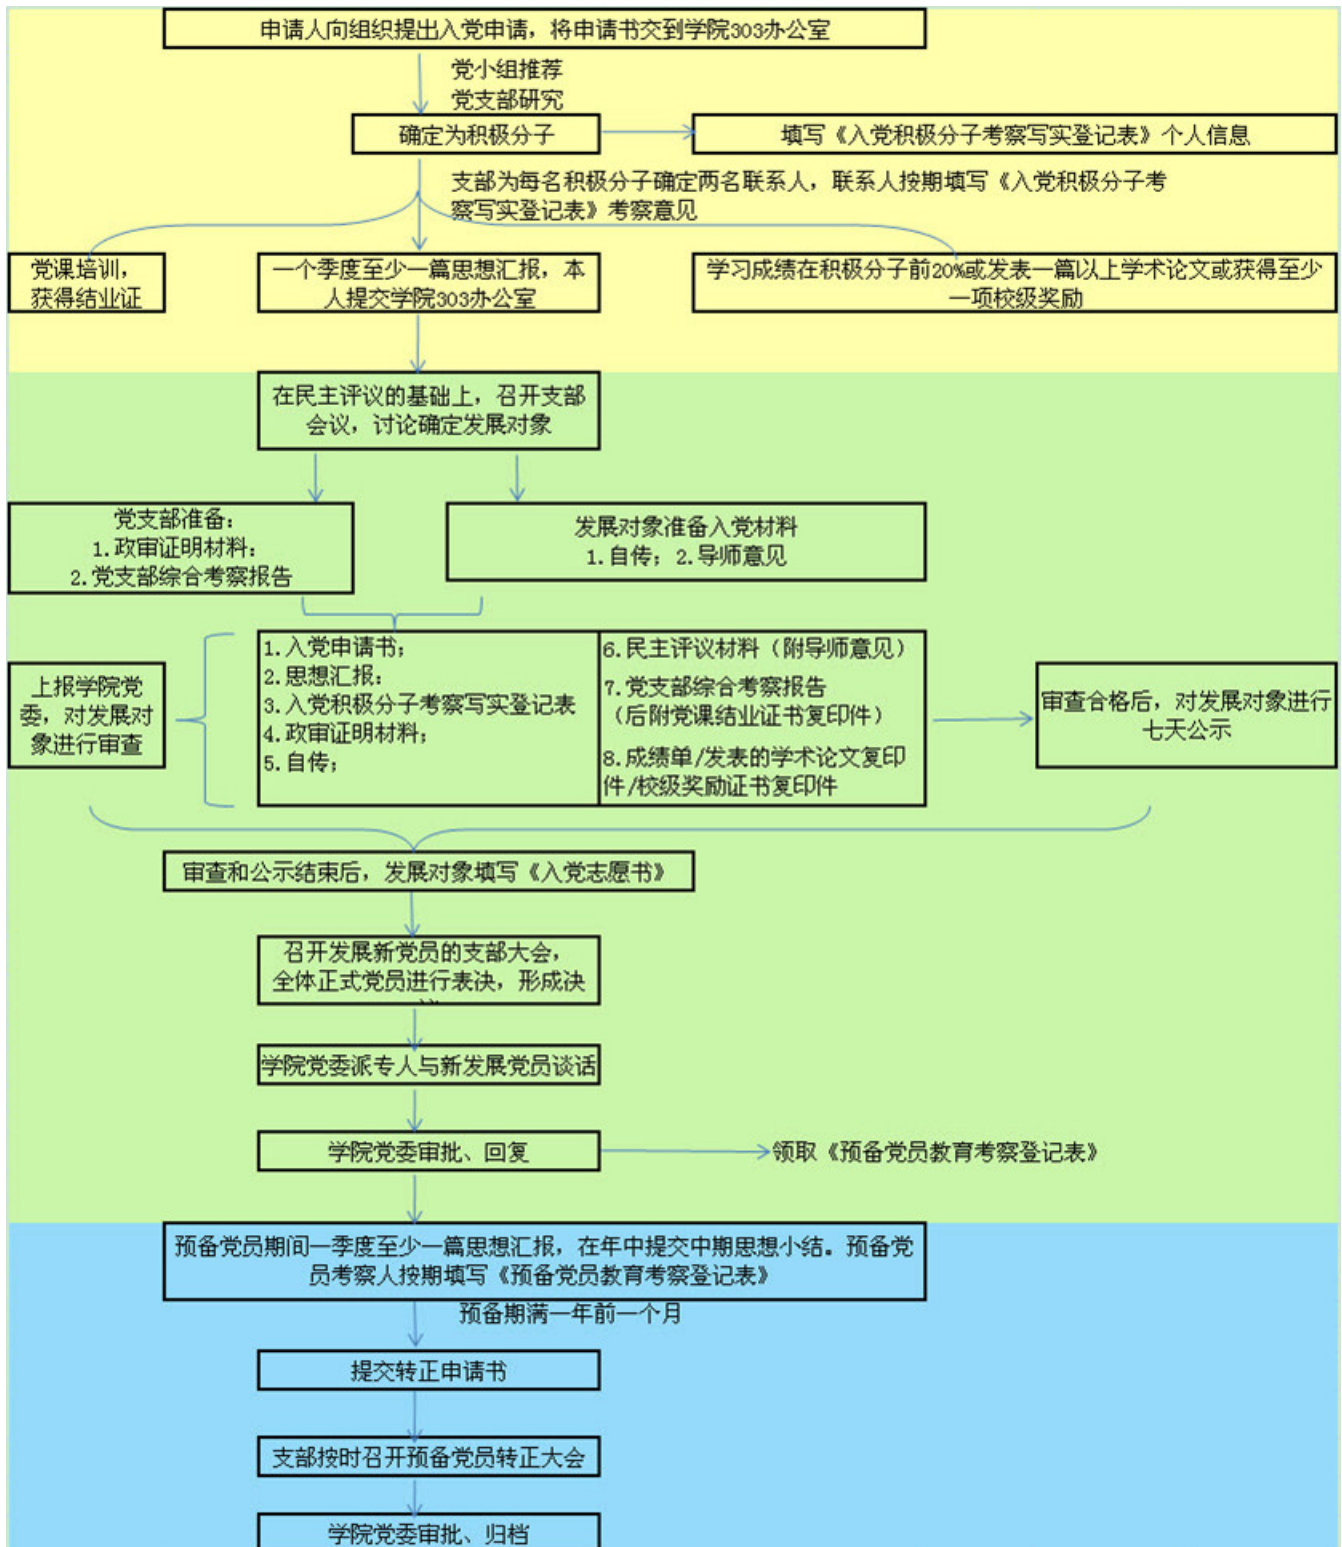 申请人向组织提出入党申请，将申请书交到学院303办公室
党小组推荐
党支部研究
确定为积极分子
填写《入党积极分子考察写实登记表》个人信息
支部为每名积极分子确定两名联系人，联系人按期填写《入党积极分子考
察写实登记表》考察意见
党课培训，
获得结业证
一个季度至少一篇思想汇报，本
人提交学院303办公室
学习成绩在积极分子前20%或发表一篇以上学术论文或获得至少
一项校级奖励
在民主评议的基础上，召开支部
会议，讨论确定发展对象
党支部准备：
1.政审证明材料：
2.党支部综合考察报告
发展对象准备入党材料
1.自传；2.导师意见
上报学院党
委，对发展对
象进行审查
1.入党申请书；
2.思想汇报：
3.入党积极分子考察写实登记表
4.政审证明材料；
5.自传；
6.民主评议材料（附导师意见）
7.党支部综合考察报告
（后附党课结业证书复印件）
8.成绩单/发表的学术论文复印
件/校级奖励证书复印件
审查合格后，对发展对象进行
七天公示
审查和公示结束后，发展对象填写《入党志愿书》
召开发展新党员的支部大会，
全体正式党员进行表决，形成决
学院党委派专人与新发展党员谈话
学院党委审批、回复
领取《预备党员教育考察登记表》
预备党员期间一季度至少一篇思想汇报，在年中提交中期思想小结。预备党
员考察人按期填写《预备党员教育考察登记表》
预备期满一年前一个月
提交转正申请书
支部按时召开预备党员转正大会
学院党委审批、归档